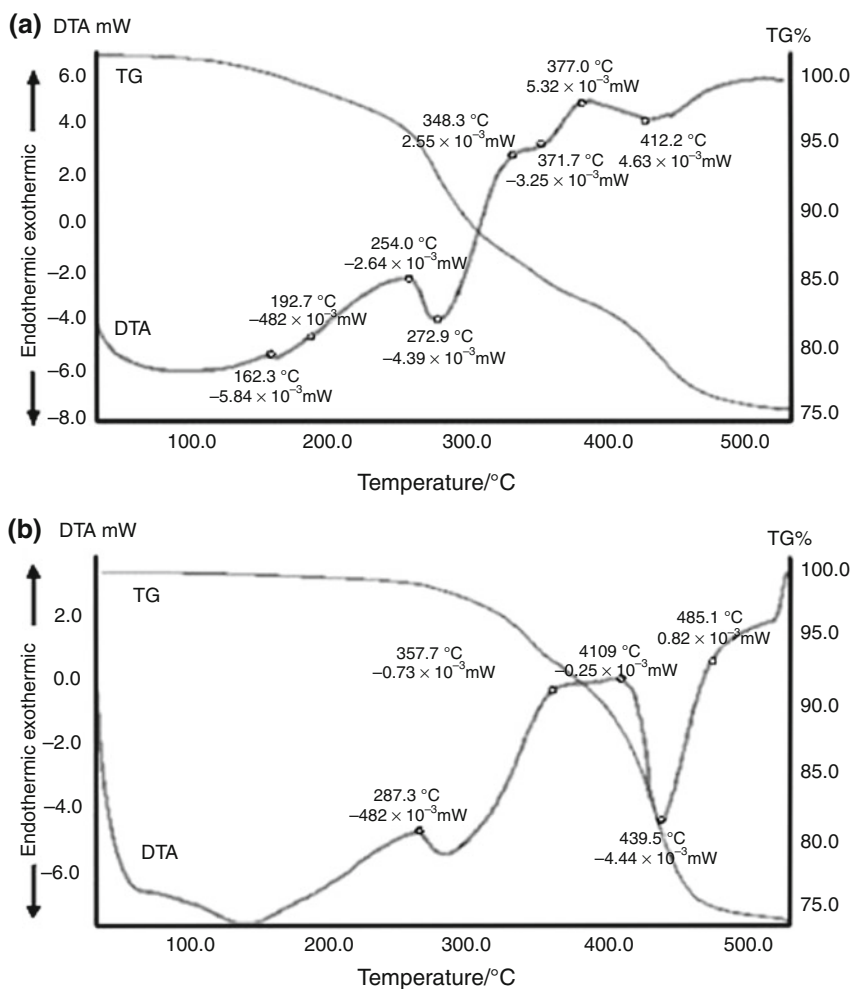 (a) DTA mW
TG%
6.0
4.0
2.0
0.0
−2.0
−4.0
−6.0
−8.0
Endothermic exothermic
TG
DTA
162.3 °C
−5.84 × 10⁻³mW
192.7 °C
−482 × 10⁻³mW
254.0 °C
−2.64 × 10⁻³mW
272.9 °C
−4.39 × 10⁻³mW
348.3 °C
2.55 × 10⁻³mW
371.7 °C
−3.25 × 10⁻³mW
377.0 °C
5.32 × 10⁻³mW
412.2 °C
4.63 × 10⁻³mW
100.0
95.0
90.0
85.0
80.0
75.0
100.0 200.0 300.0 400.0 500.0
Temperature/°C
(b) DTA mW
TG%
2.0
0.0
−2.0
−4.0
−6.0
Endothermic exothermic
TG
DTA
287.3 °C
−482 × 10⁻³mW
357.7 °C
−0.73 × 10⁻³mW
4109 °C
−0.25 × 10⁻³mW
439.5 °C
−4.44 × 10⁻³mW
485.1 °C
0.82 × 10⁻³mW
100.0
95.0
90.0
85.0
80.0
75.0
100.0 200.0 300.0 400.0 500.0
Temperature/°C